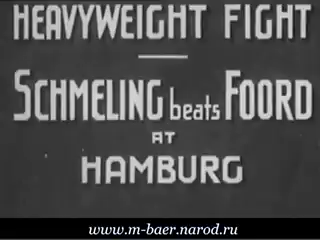 HEAVYWEIGHT FIGHT
SCHMELING beats FOORD
AT
HAMBURG
www.m-baer.narod.ru